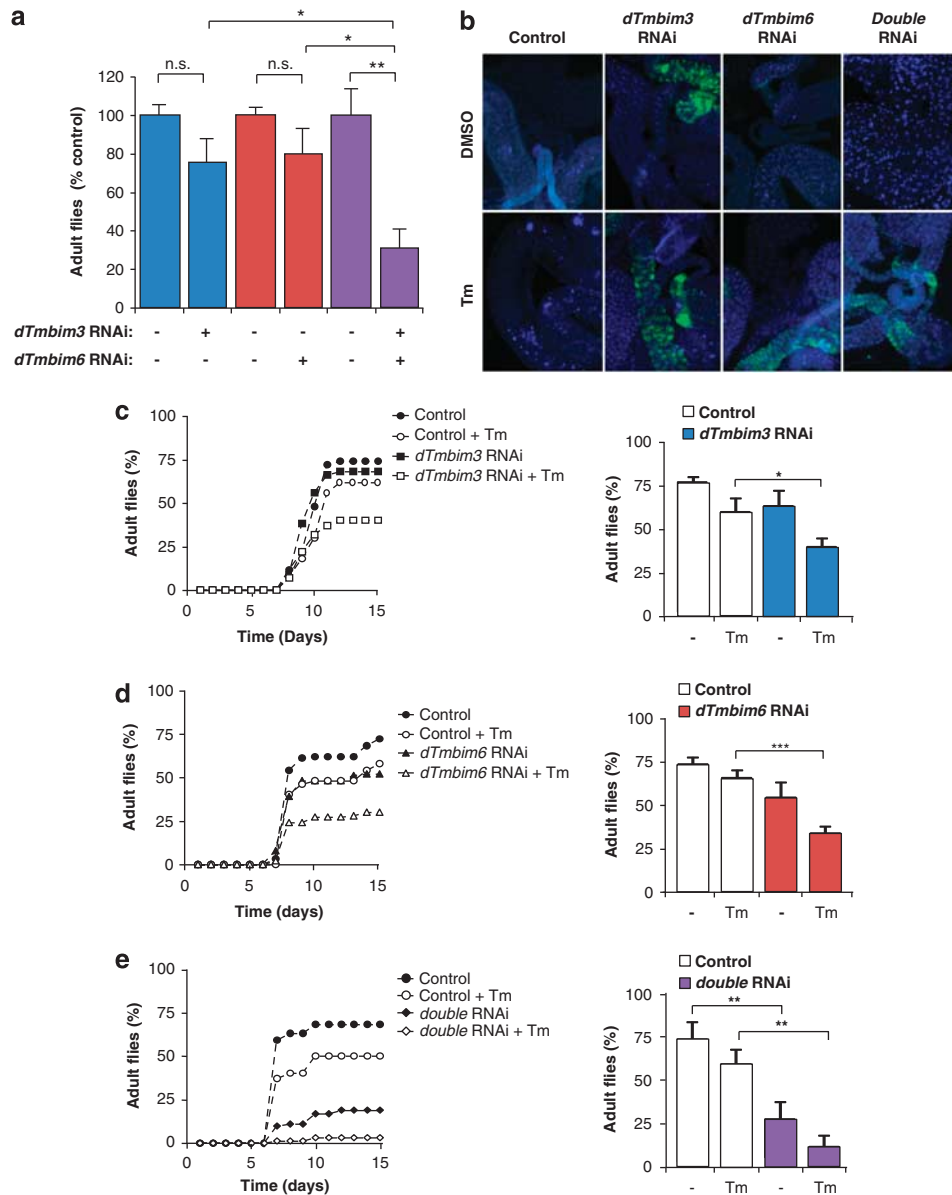 a
*
*
n.s.
n.s.
**
120
100
80
60
40
20
0
Adult flies (% control)
dTmbim3 RNAi: - + - - - +
dTmbim6 RNAi: - - - + - +
b
Control
dTmbim3 RNAi
dTmbim6 RNAi
Double RNAi
DMSO
Tm
c
100
75
50
25
0
Adult flies (%)
0 5 10 15
Time (Days)
Control
Control + Tm
dTmbim3 RNAi
dTmbim3 RNAi + Tm
Control
dTmbim3 RNAi
100
75
50
25
0
Adult flies (%)
*
- Tm - Tm
d
100
75
50
25
0
Adult flies (%)
0 5 10 15
Time (days)
Control
Control + Tm
dTmbim6 RNAi
dTmbim6 RNAi + Tm
Control
dTmbim6 RNAi
100
75
50
25
0
Adult flies (%)
***
- Tm - Tm
e
100
75
50
25
0
Adult flies (%)
0 5 10 15
Time (days)
Control
Control + Tm
double RNAi
double RNAi + Tm
Control
double RNAi
100
75
50
25
0
Adult flies (%)
**
**
- Tm - Tm